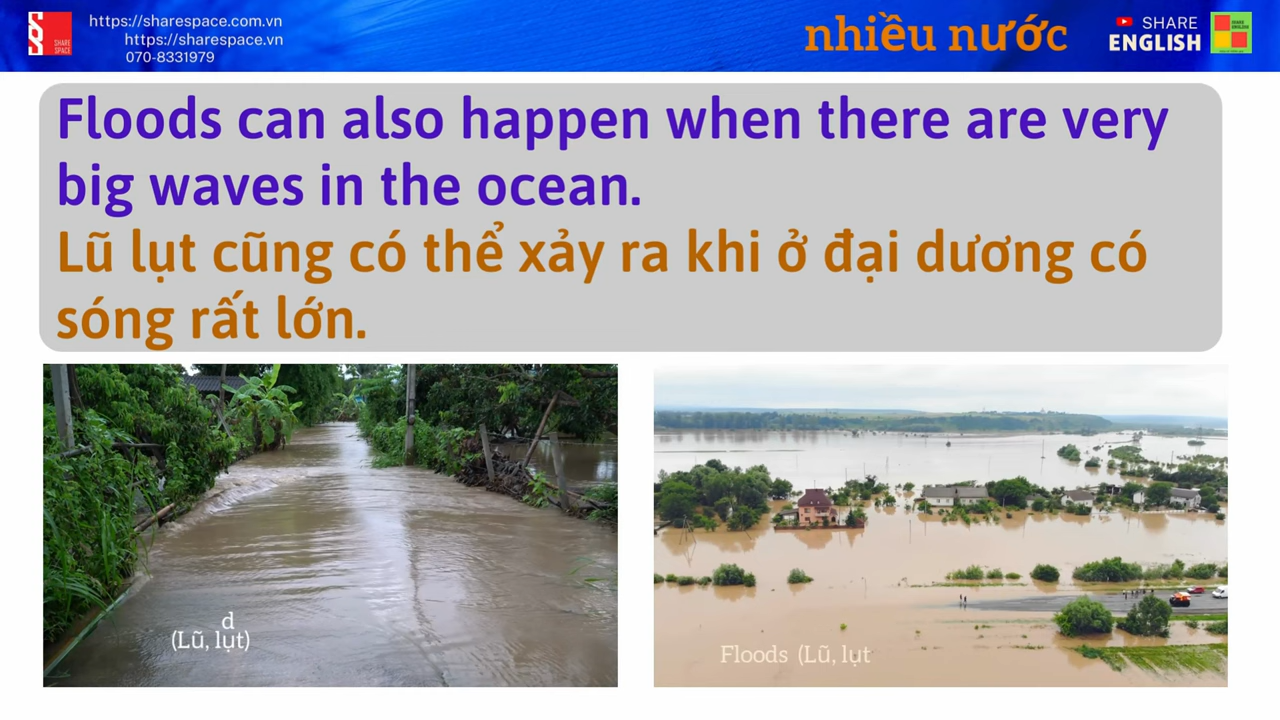 SHARE
SPACE
https://sharespace.com.vn
https://sharespace.vn
070-8331979
nhiều nước
SHARE
ENGLISH
Floods can also happen when there are very
big waves in the ocean.
Lũ lụt cũng có thể xảy ra khi ở đại dương có
sóng rất lớn.
d
(Lũ, lụt)
Floods (Lũ, lụt